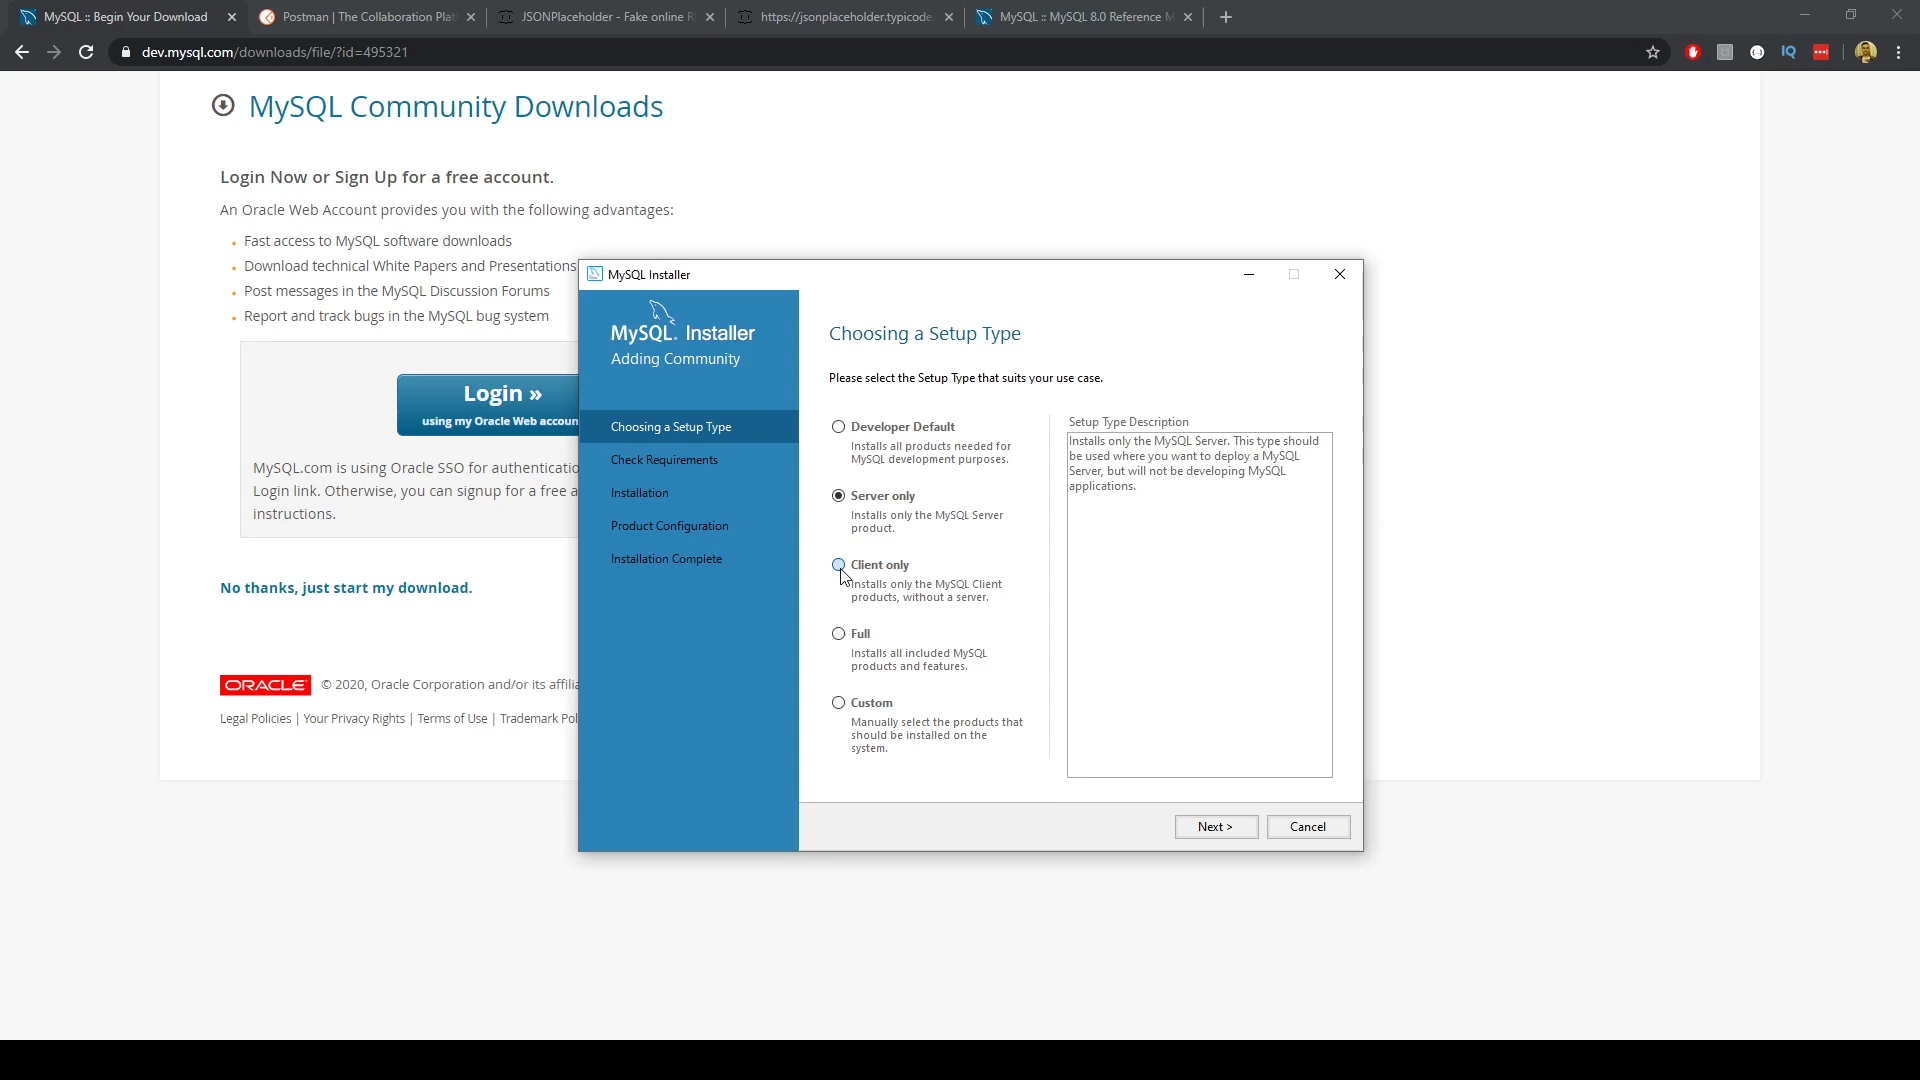 MySQL :: Begin Your Download
Postman | The Collaboration Plat
JSONPlaceholder - Fake online R
https://jsonplaceholder.typicode.
MySQL :: MySQL 8.0 Reference M
dev.mysql.com/downloads/file/?id=495321
IQ
MySQL Community Downloads
Login Now or Sign Up for a free account.
An Oracle Web Account provides you with the following advantages:
Fast access to MySQL software downloads
Download technical White Papers and Presentations
Post messages in the MySQL Discussion Forums
Report and track bugs in the MySQL bug system
Login »
using my Oracle Web accoun
MySQL.com is using Oracle SSO for authenticatio
Login link. Otherwise, you can signup for a free a
instructions.
No thanks, just start my download.
ORACLE © 2020, Oracle Corporation and/or its affilia
Legal Policies | Your Privacy Rights | Terms of Use | Trademark Pol
MySQL Installer
MySQL. Installer
Adding Community
Choosing a Setup Type
Check Requirements
Installation
Product Configuration
Installation Complete
Choosing a Setup Type
Please select the Setup Type that suits your use case.
Developer Default
Installs all products needed for
MySQL development purposes.
Server only
Installs only the MySQL Server
product.
Client only
Installs only the MySQL Client
products, without a server.
Full
Installs all included MySQL
products and features.
Custom
Manually select the products that
should be installed on the
system.
Setup Type Description
Installs only the MySQL Server. This type should
be used where you want to deploy a MySQL
Server, but will not be developing MySQL
applications.
Next >
Cancel